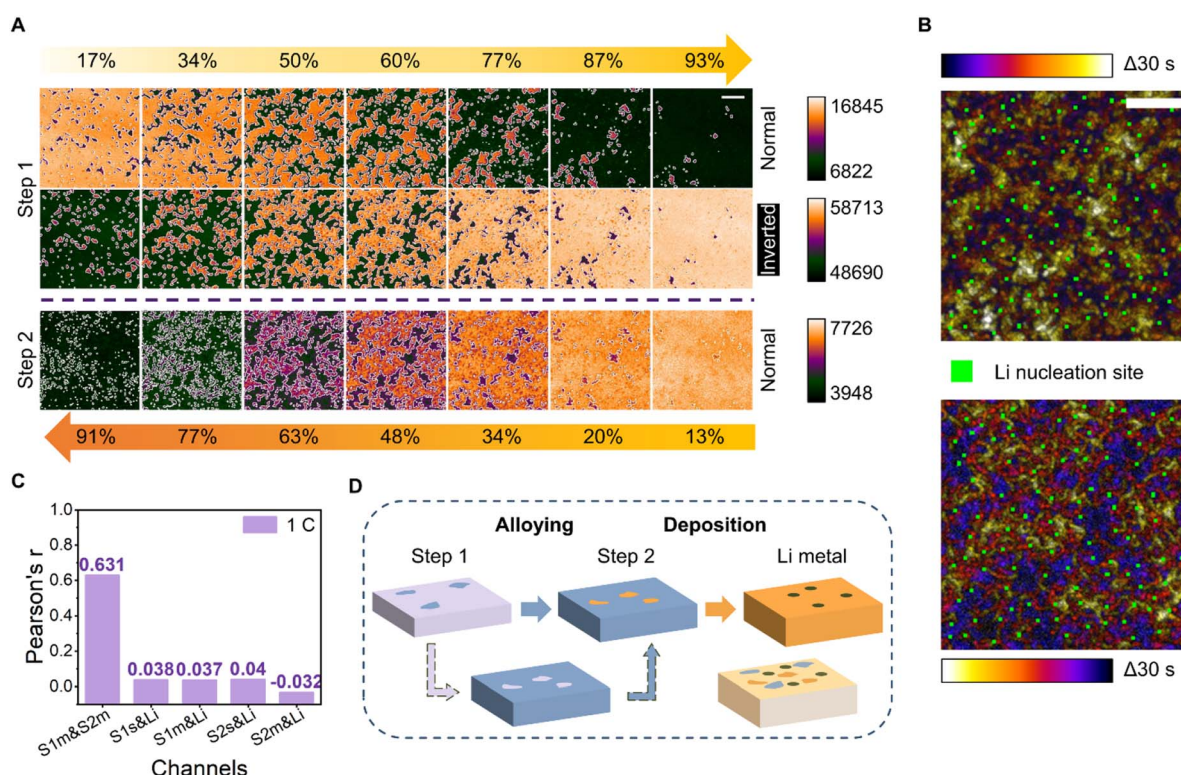 A
17% 34% 50% 60% 77% 87% 93%
Step 1
Normal
16845
6822
Inverted
58713
48690
Step 2
Normal
7726
3948
91% 77% 63% 48% 34% 20% 13%
B
Δ30 s
Li nucleation site
Δ30 s
C
1 C
Pearson's r
1.0
0.8
0.6
0.4
0.2
0.0
0.631
0.038
0.037
0.04
-0.032
S1m&S2m
S1s&Li
S1m&Li
S2s&Li
S2m&Li
Channels
D
Alloying Deposition
Step 1 Step 2 Li metal